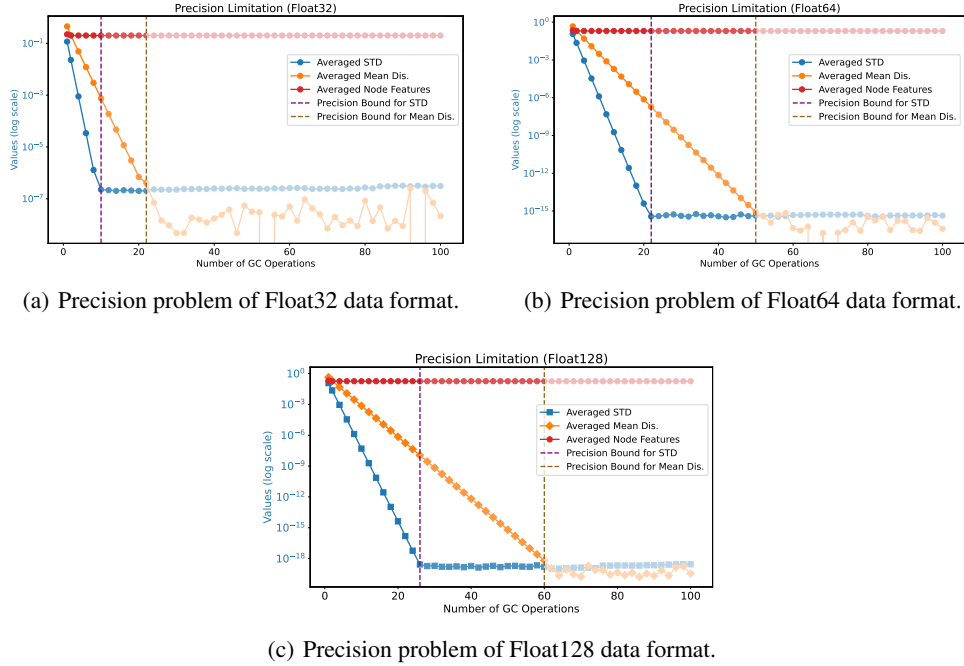 Precision Limitation (Float32)
Values (log scale)
10⁻¹
10⁻³
10⁻⁵
10⁻⁷
Averaged STD
Averaged Mean Dis.
Averaged Node Features
Precision Bound for STD
Precision Bound for Mean Dis.
0 20 40 60 80 100
Number of GC Operations
(a) Precision problem of Float32 data format.
Precision Limitation (Float64)
Values (log scale)
10⁰
10⁻³
10⁻⁶
10⁻⁹
10⁻¹²
10⁻¹⁵
Averaged STD
Averaged Mean Dis.
Averaged Node Features
Precision Bound for STD
Precision Bound for Mean Dis.
0 20 40 60 80 100
Number of GC Operations
(b) Precision problem of Float64 data format.
Precision Limitation (Float128)
Values (log scale)
10⁰
10⁻³
10⁻⁶
10⁻⁹
10⁻¹²
10⁻¹⁵
10⁻¹⁸
Averaged STD
Averaged Mean Dis.
Averaged Node Features
Precision Bound for STD
Precision Bound for Mean Dis.
0 20 40 60 80 100
Number of GC Operations
(c) Precision problem of Float128 data format.